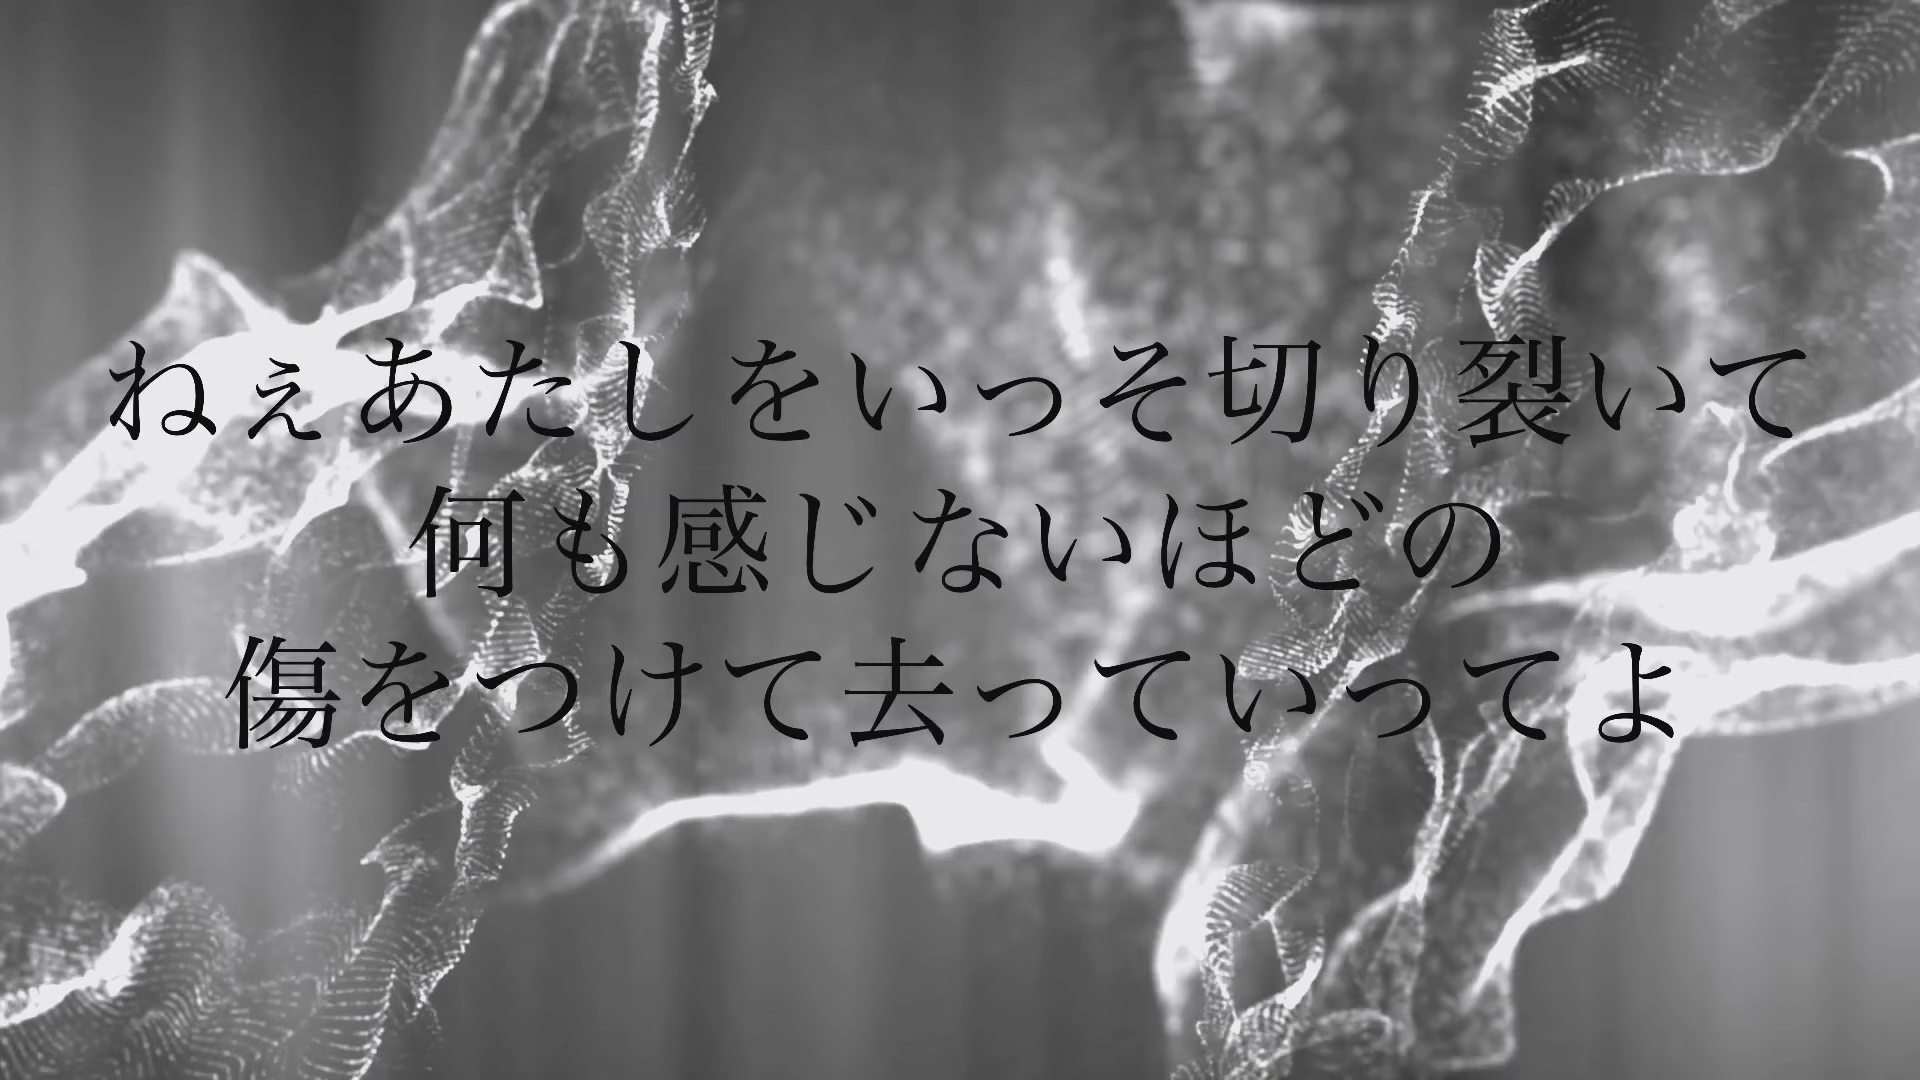 ねぇあたしをいっそ切り裂いて
何も感じないほどの
傷をつけて去っていってよ